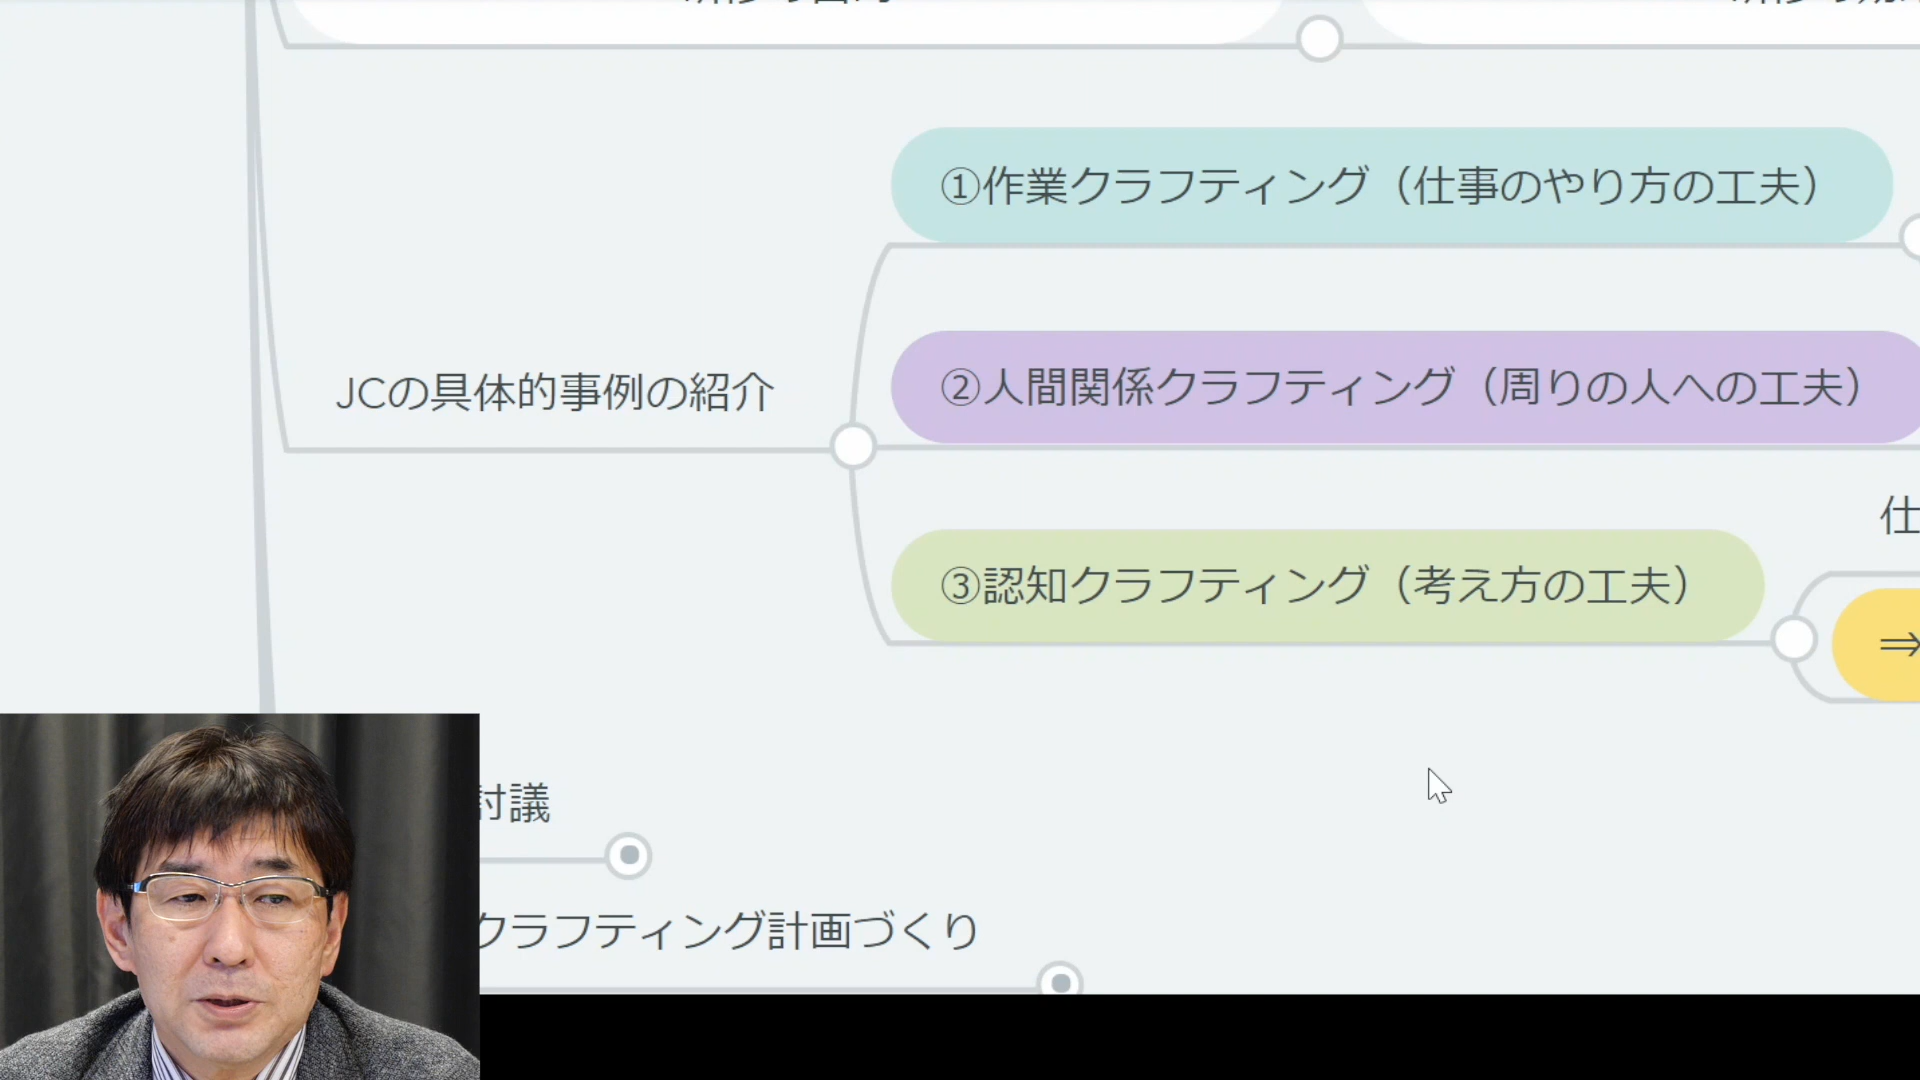 ①作業クラフティング（仕事のやり方の工夫）
JCの具体的事例の紹介
②人間関係クラフティング（周りの人への工夫）
仕
③認知クラフティング（考え方の工夫）
⇒
討議
クラフティング計画づくり